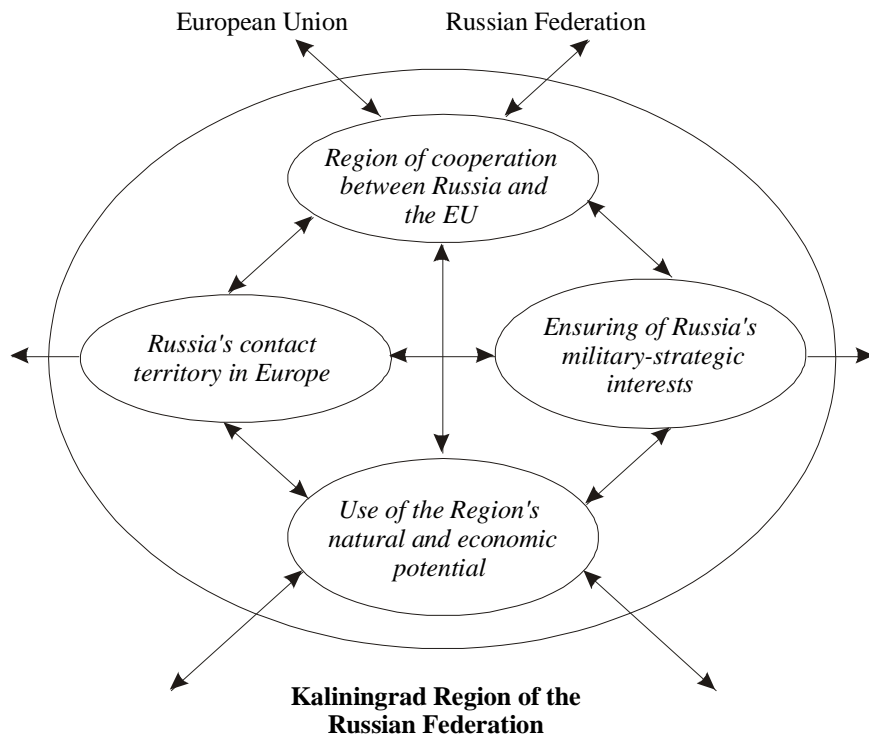 European Union
Russian Federation
Region of cooperation
between Russia and
the EU
Russia's contact
territory in Europe
Ensuring of Russia's
military-strategic
interests
Use of the Region's
natural and economic
potential
Kaliningrad Region of the
Russian Federation